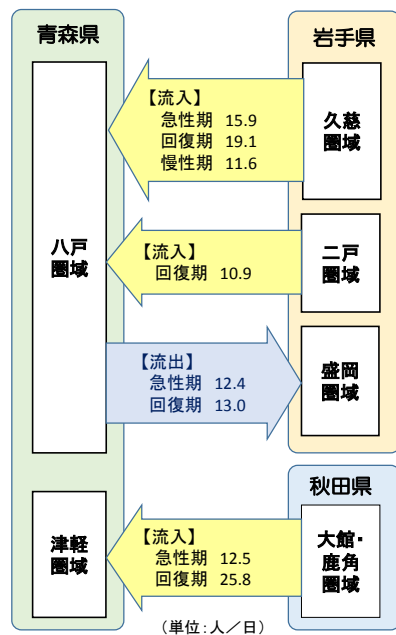 青森県
岩手県
八戸
圏域
【流入】
急性期 15.9
回復期 19.1
慢性期 11.6
久慈
圏域
【流入】
回復期 10.9
二戸
圏域
【流出】
急性期 12.4
回復期 13.0
盛岡
圏域
秋田県
津軽
圏域
【流入】
急性期 12.5
回復期 25.8
大館・
鹿角
圏域
（単位：人／日）